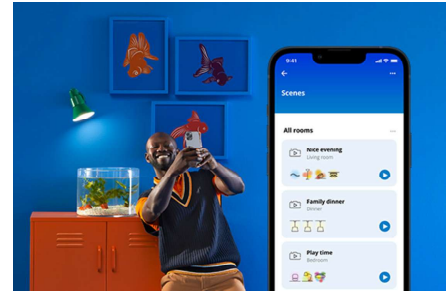 9:41
Scenes
All rooms
Nice evening
Living room
Family dinner
Dinner
Play time
Bedroom